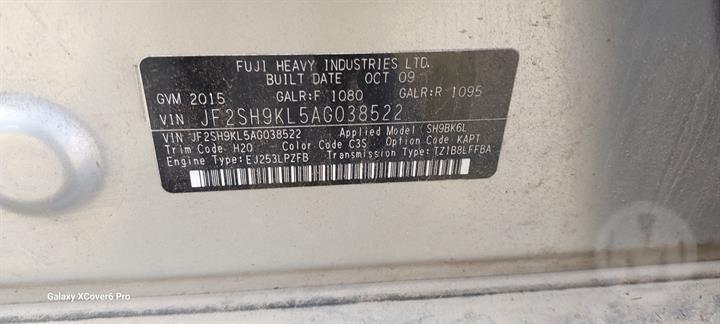 FUJI HEAVY INDUSTRIES LTD.
BUILT DATE OCT 09
GVM 2015 GALR:F 1080 GALR:R 1095
VIN JF2SH9KL5AG038522
VIN JF2SH9KL5AG038522 Applied Model SH9BK6L
Trim Code H20 Color Code C3S Option Code KAPT
Engine Type:EJ253LPZFB Transmission Type:TZ1B8LFFBA
Galaxy XCover6 Pro